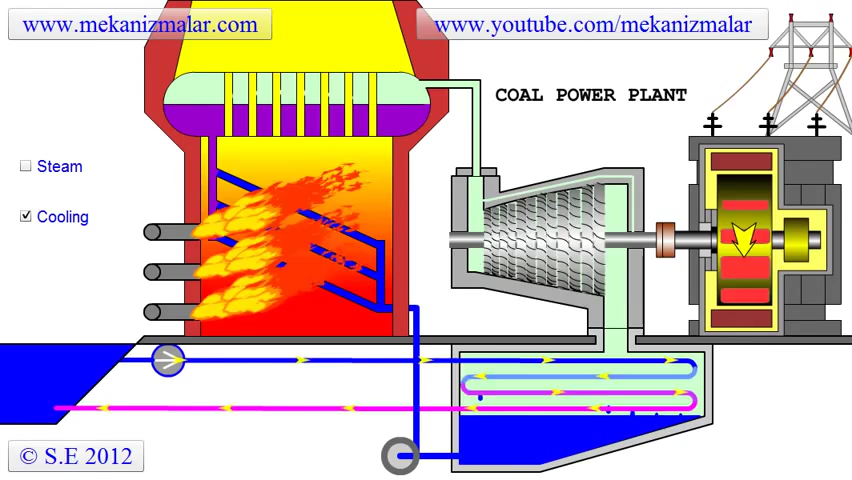 www.mekanizmalar.com
www.youtube.com/mekanizmalar
COAL POWER PLANT
Steam
Cooling
© S.E 2012